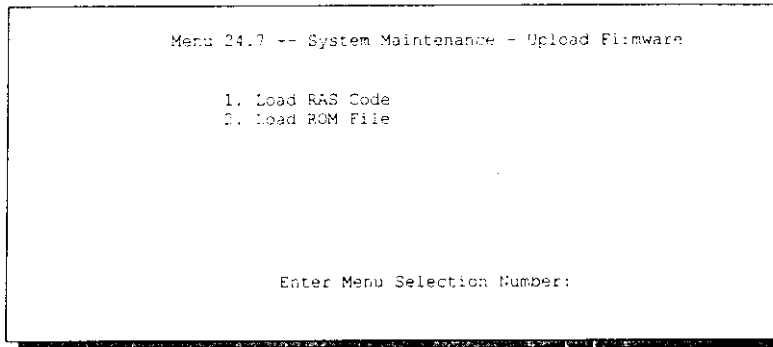 Menu 24.7 -- System Maintenance - Upload Firmware
1. Load RAS Code
2. Load ROM File
Enter Menu Selection Number: